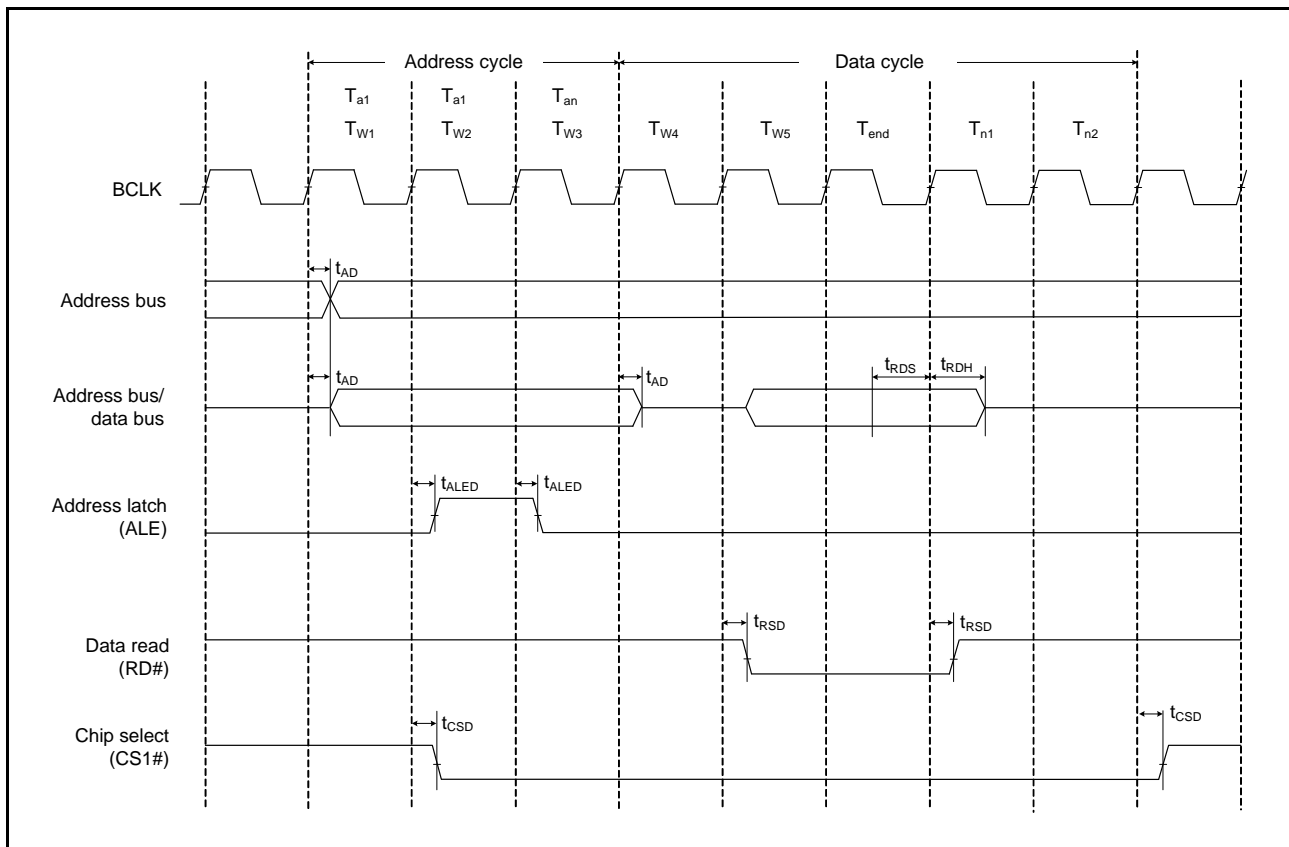 Address cycle Data cycle
Ta1 Ta1 Tan
TW1 TW2 TW3 TW4 TW5 Tend Tn1 Tn2
BCLK
tAD
Address bus
tRDS tRDH
tAD tAD
Address bus/
data bus
tALED tALED
Address latch
(ALE)
tRSD tRSD
Data read
(RD#)
tCSD tCSD
Chip select
(CS1#)